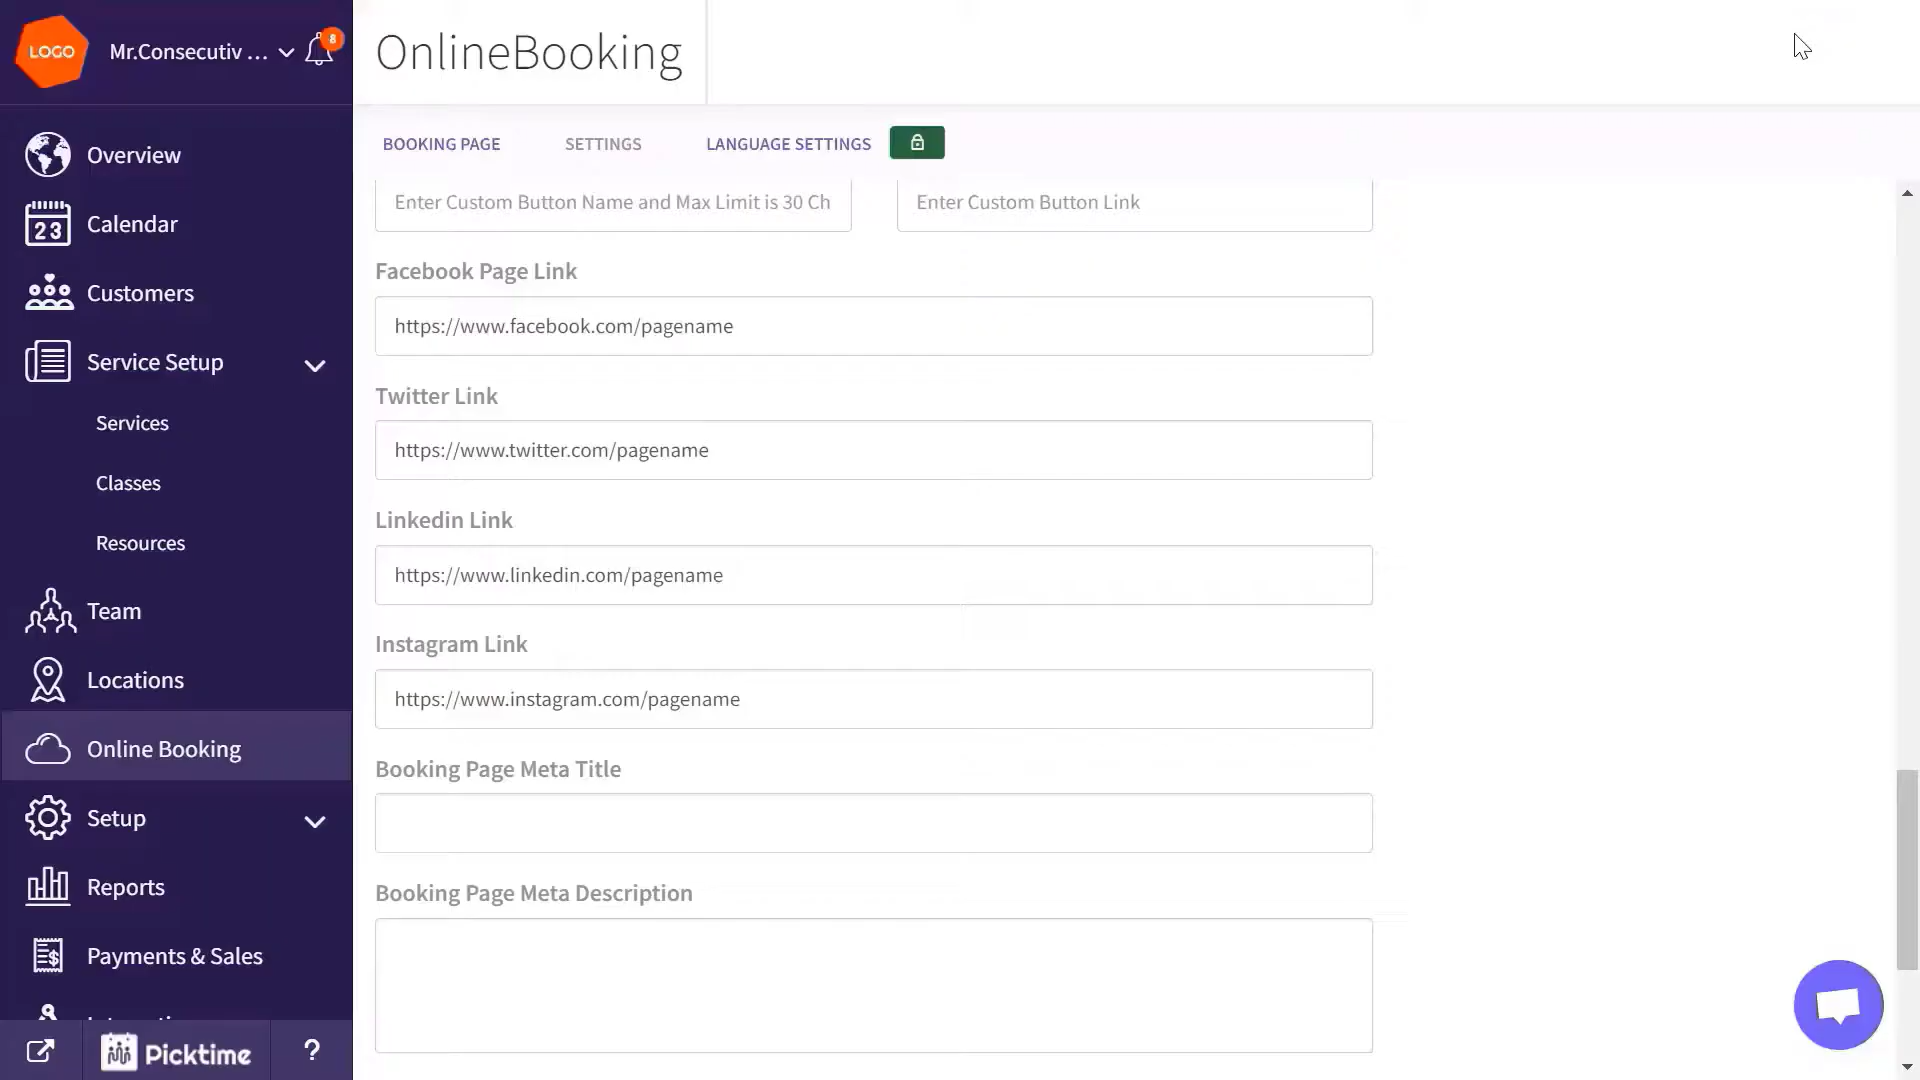 LOGO
Mr.Consecutiv ...
8
OnlineBooking
BOOKING PAGE
SETTINGS
LANGUAGE SETTINGS
Overview
23
Calendar
Customers
Service Setup
Services
Classes
Resources
Team
Locations
Online Booking
Setup
Reports
Payments & Sales
Picktime
?
Enter Custom Button Name and Max Limit is 30 Ch
Enter Custom Button Link
Facebook Page Link
https://www.facebook.com/pagename
Twitter Link
https://www.twitter.com/pagename
Linkedin Link
https://www.linkedin.com/pagename
Instagram Link
https://www.instagram.com/pagename
Booking Page Meta Title
Booking Page Meta Description